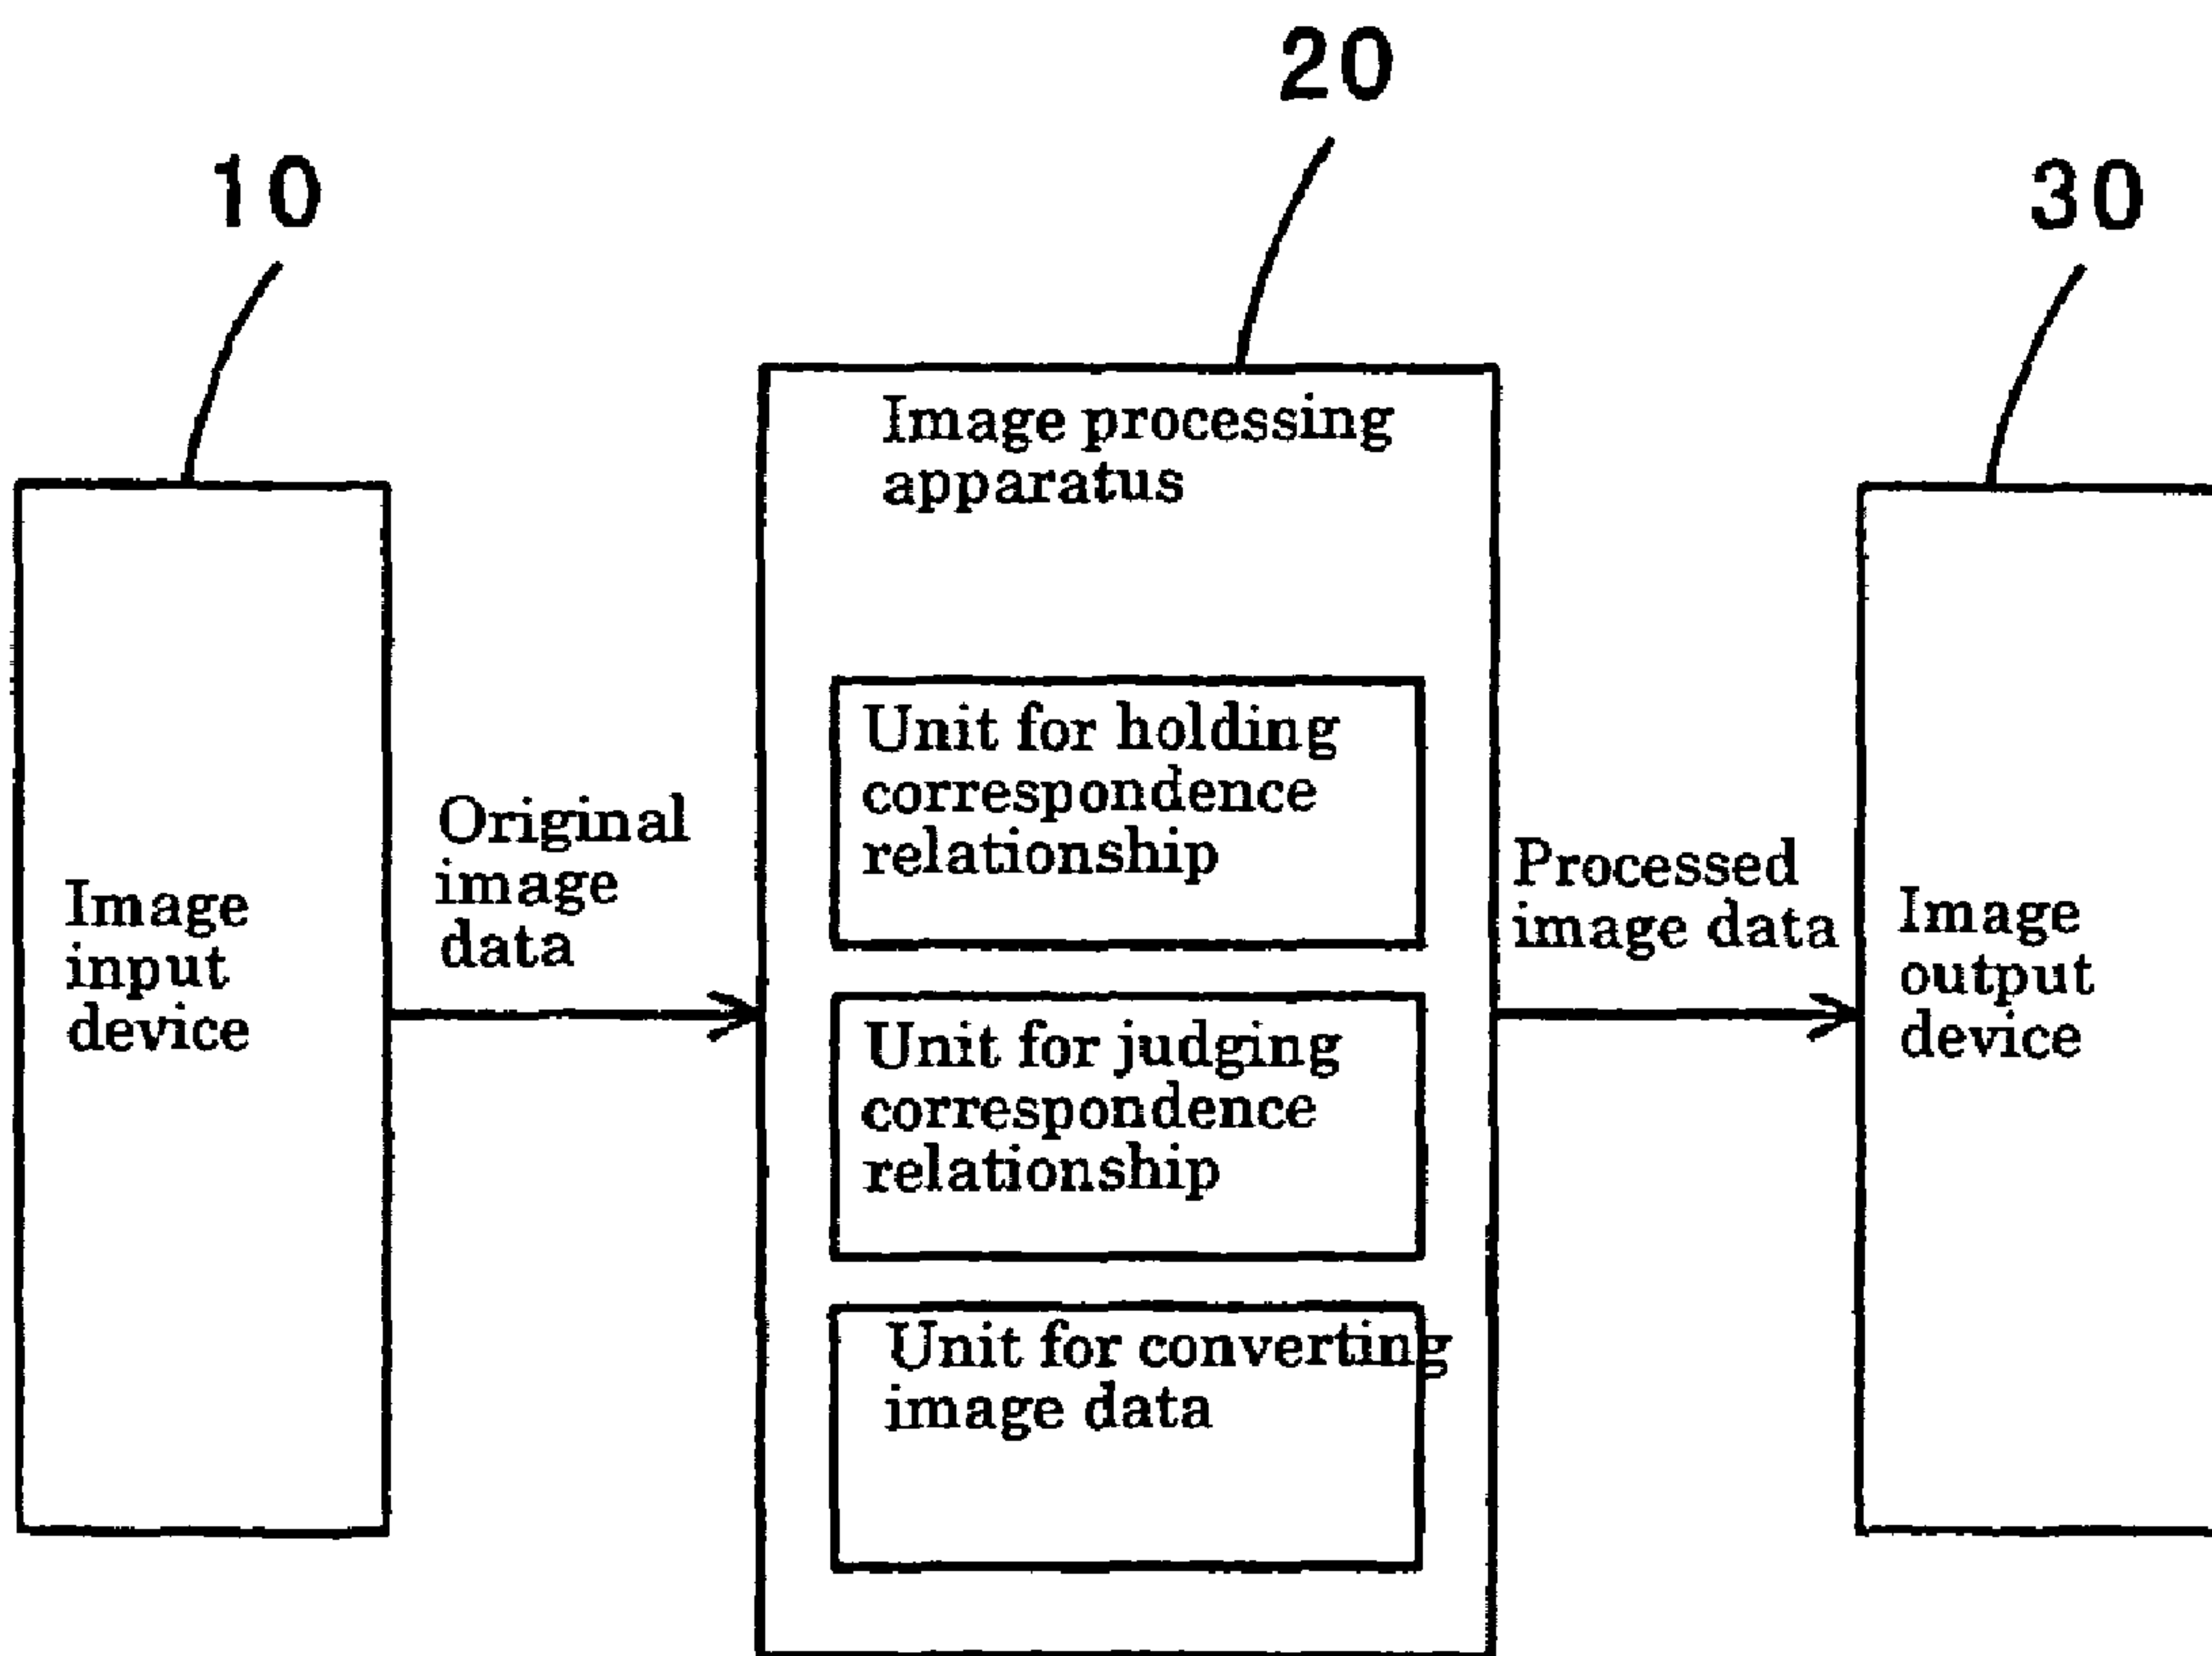 20
10
30
Image processing
apparatus
Image
input
device
Original
image
data
Unit for holding
correspondence
relationship
Unit for judging
correspondence
relationship
Unit for converting
image data
Processed
image data
Image
output
device